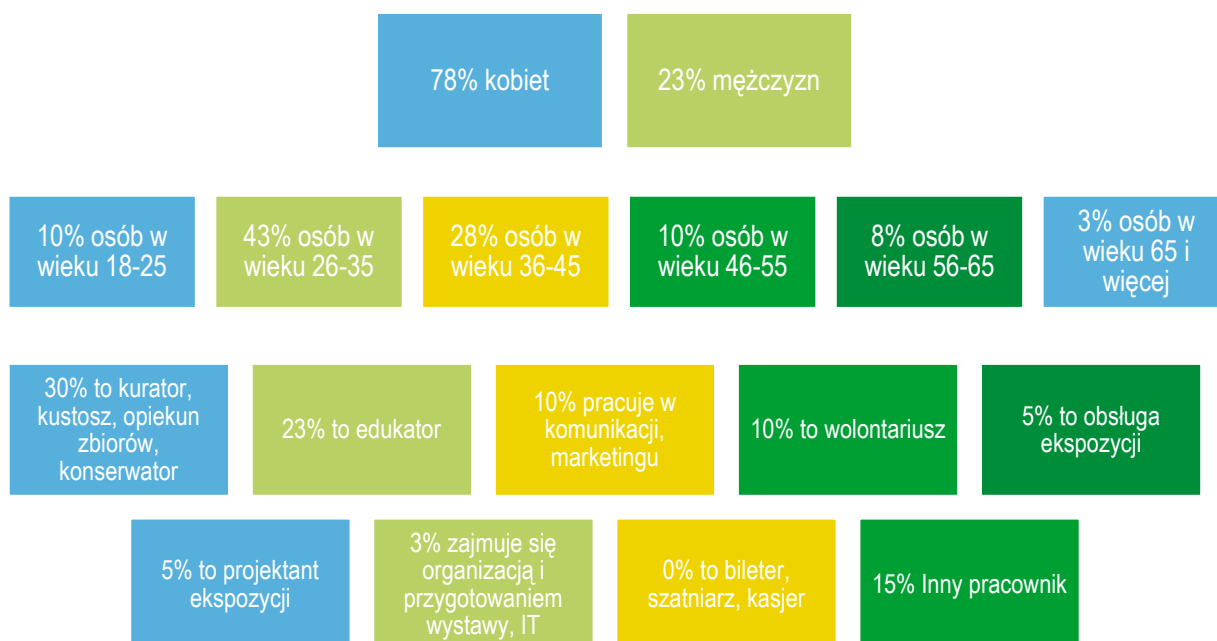 78% kobiet
23% mężczyzn
10% osób w
wieku 18-25
43% osób w
wieku 26-35
28% osób w
wieku 36-45
10% osób w
wieku 46-55
8% osób w
wieku 56-65
3% osób w
wieku 65 i
więcej
30% to kurator,
kustosz, opiekun
zbiorów,
konserwator
23% to edukator
10% pracuje w
komunikacji,
marketingu
10% to wolontariusz
5% to obsługa
ekspozycji
5% to projektant
ekspozycji
3% zajmuje się
organizacją i
przygotowaniem
wystawy, IT
0% to bileter,
szatniarz, kasjer
15% Inny pracownik